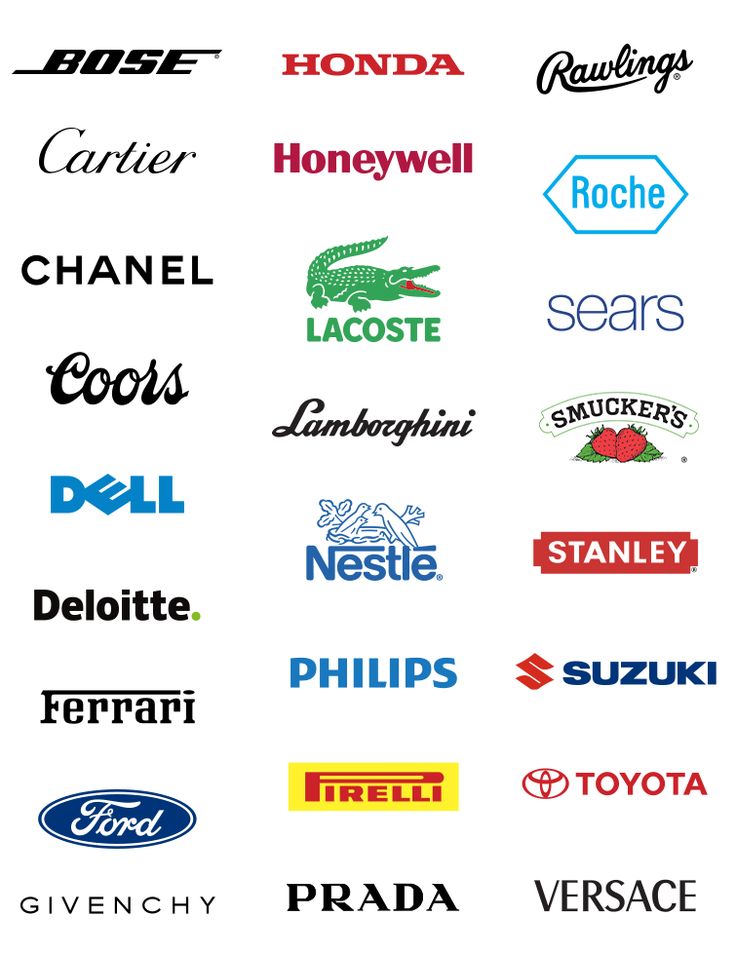 BOSE®
Cartier
CHANEL
Coors
DELL
Deloitte.
Ferrari
Ford
GIVENCHY
HONDA
Honeywell
LACOSTE
Lamborghini
Nestlé®
PHILIPS
PIRELLI
PRADA
Rawlings®
Roche
sears
SMUCKER'S®
STANLEY®
SUZUKI
TOYOTA
VERSACE